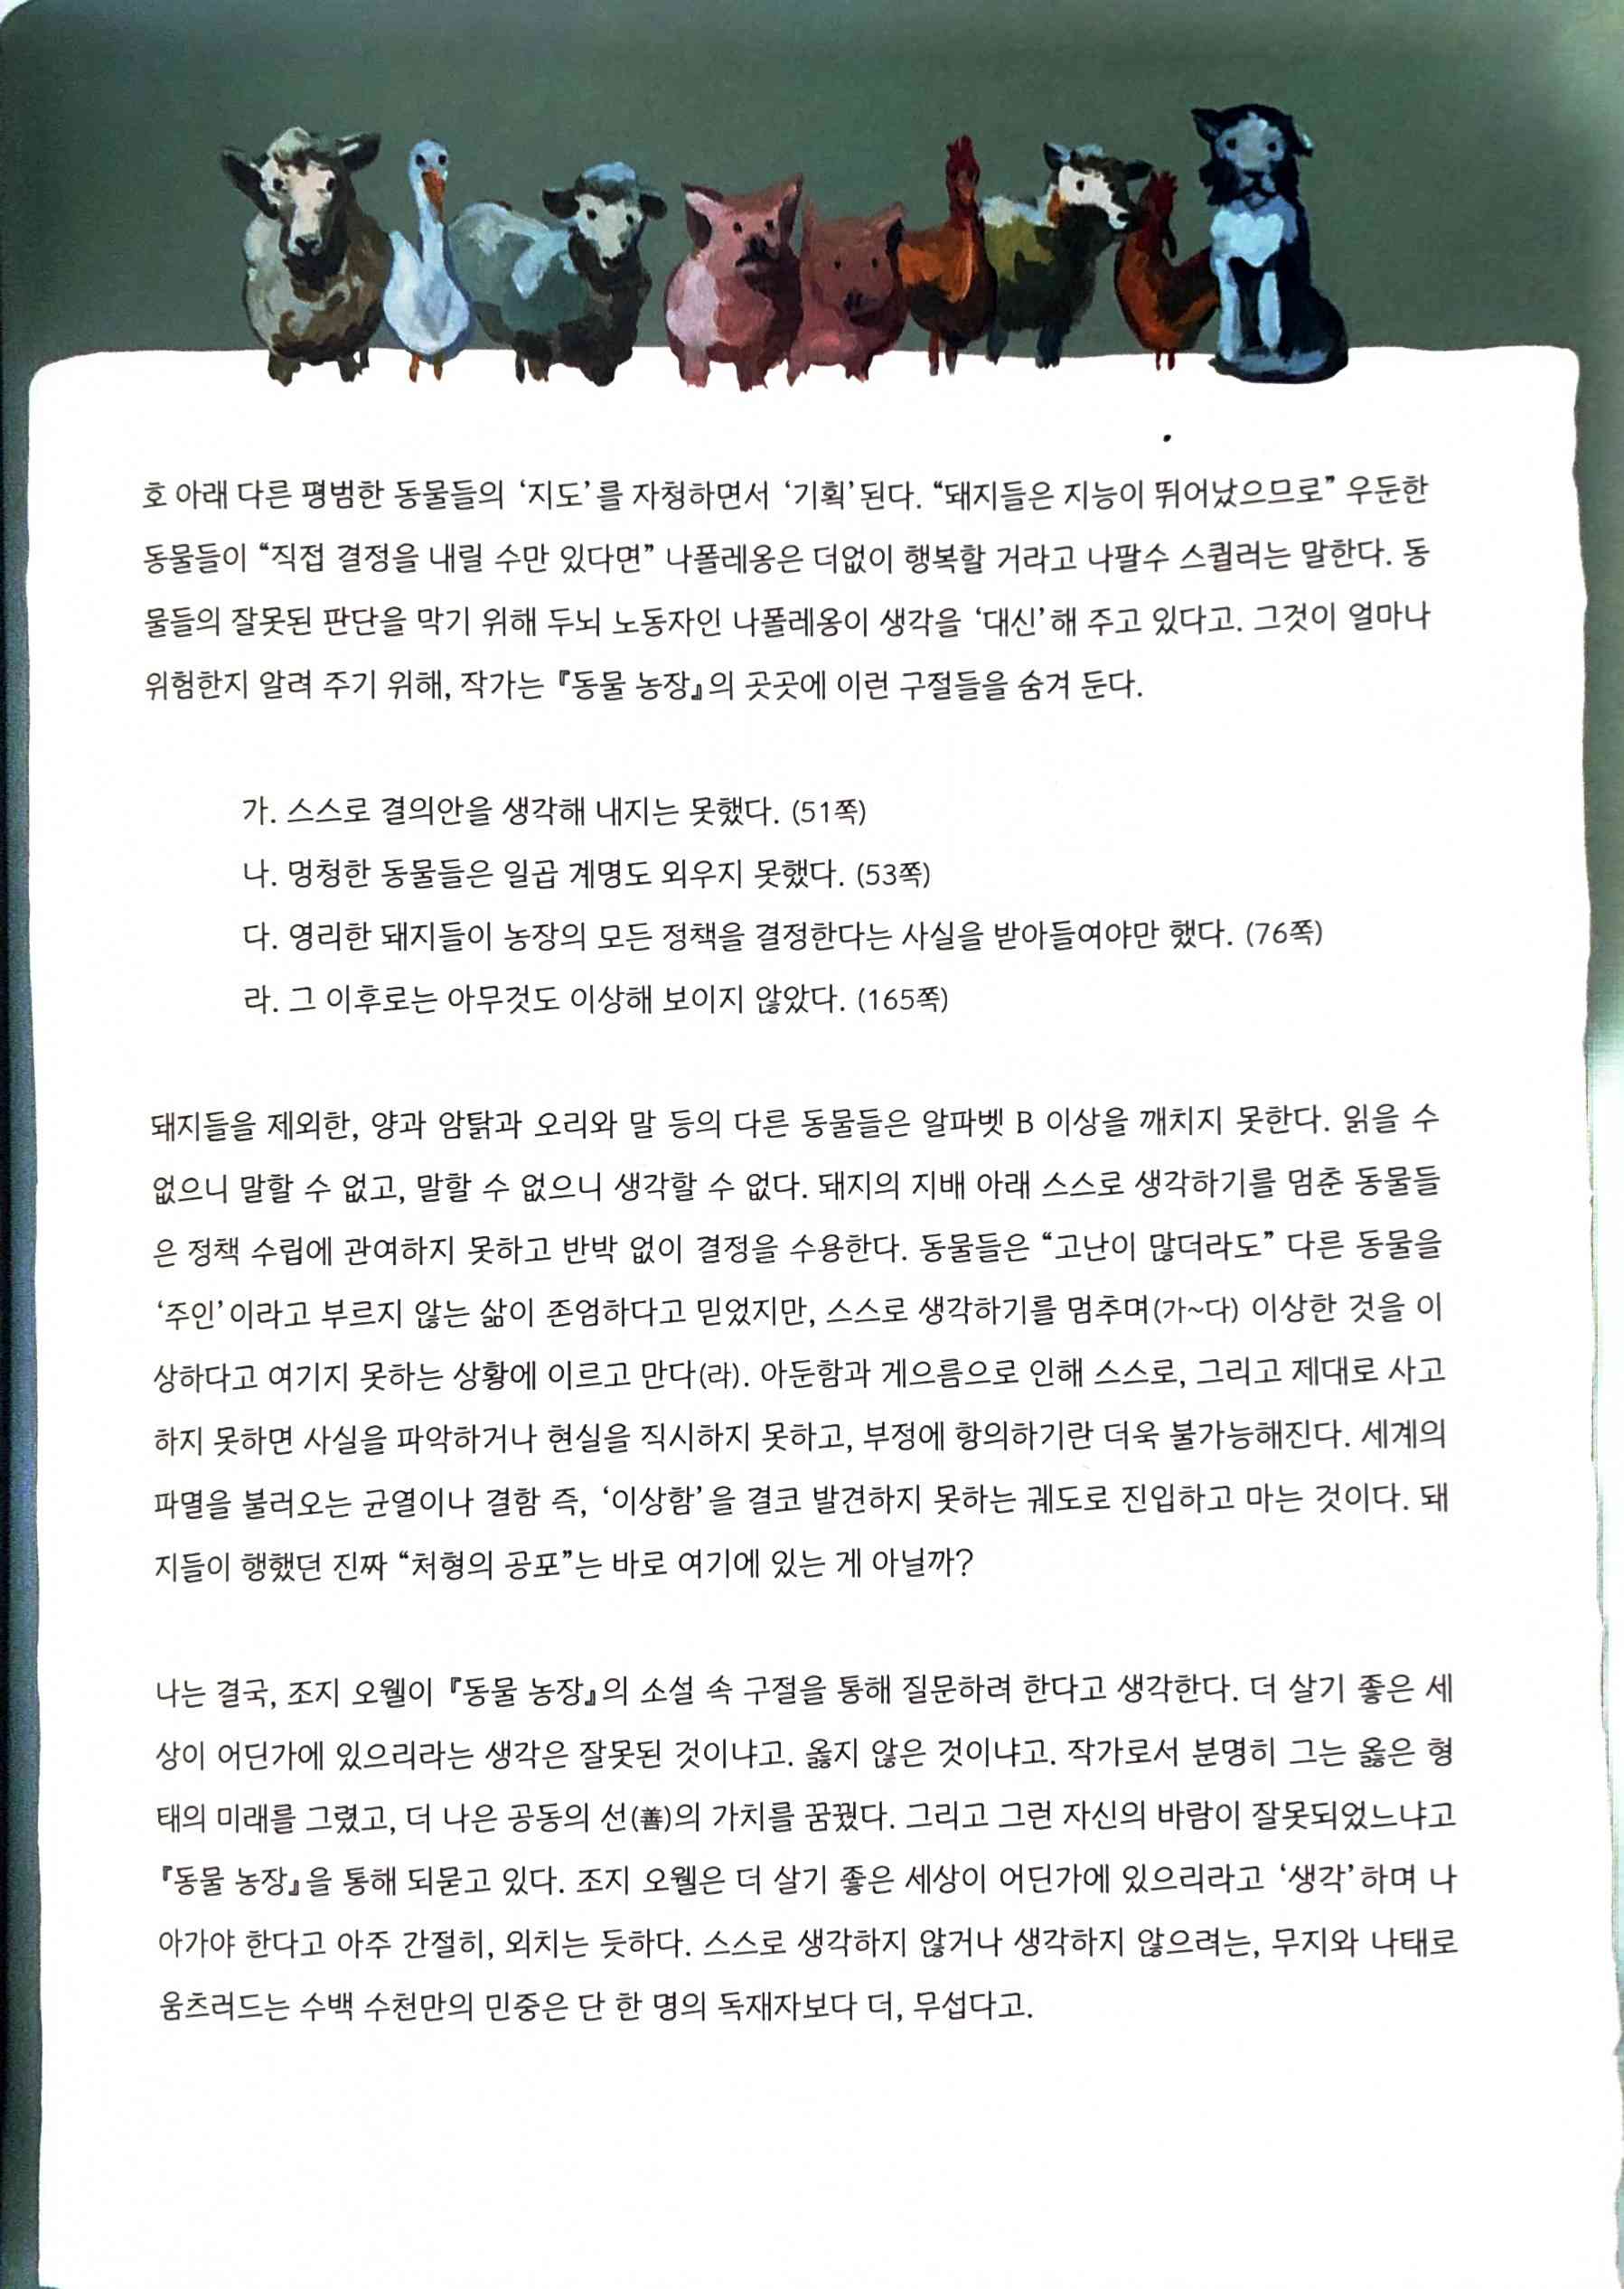 호 아래 다른 평범한 동물들의 ‘지도’를 자청하면서 ‘기획’된다. “돼지들은 지능이 뛰어났으므로” 우둔한
동물들이 “직접 결정을 내릴 수만 있다면” 나폴레옹은 더없이 행복할 거라고 나팔수 스퀼러는 말한다. 동
물들의 잘못된 판단을 막기 위해 두뇌 노동자인 나폴레옹이 생각을 ‘대신’해 주고 있다고. 그것이 얼마나
위험한지 알려 주기 위해, 작가는 『동물 농장』의 곳곳에 이런 구절들을 숨겨 둔다.
가. 스스로 결의안을 생각해 내지는 못했다. (51쪽)
나. 멍청한 동물들은 일곱 계명도 외우지 못했다. (53쪽)
다. 영리한 돼지들이 농장의 모든 정책을 결정한다는 사실을 받아들여야만 했다. (76쪽)
라. 그 이후로는 아무것도 이상해 보이지 않았다. (165쪽)
돼지들을 제외한, 양과 암탉과 오리와 말 등의 다른 동물들은 알파벳 B 이상을 깨치지 못한다. 읽을 수
없으니 말할 수 없고, 말할 수 없으니 생각할 수 없다. 돼지의 지배 아래 스스로 생각하기를 멈춘 동물들
은 정책 수립에 관여하지 못하고 반박 없이 결정을 수용한다. 동물들은 “고난이 많더라도” 다른 동물을
‘주인’이라고 부르지 않는 삶이 존엄하다고 믿었지만, 스스로 생각하기를 멈추며(가~다) 이상한 것을 이
상하다고 여기지 못하는 상황에 이르고 만다(라). 아둔함과 게으름으로 인해 스스로, 그리고 제대로 사고
하지 못하면 사실을 파악하거나 현실을 직시하지 못하고, 부정에 항의하기란 더욱 불가능해진다. 세계의
파멸을 불러오는 균열이나 결함 즉, ‘이상함’을 결코 발견하지 못하는 궤도로 진입하고 마는 것이다. 돼
지들이 행했던 진짜 “처형의 공포”는 바로 여기에 있는 게 아닐까?
나는 결국, 조지 오웰이 『동물 농장』의 소설 속 구절을 통해 질문하려 한다고 생각한다. 더 살기 좋은 세
상이 어딘가에 있으리라는 생각은 잘못된 것이냐고. 옳지 않은 것이냐고. 작가로서 분명히 그는 옳은 형
태의 미래를 그렸고, 더 나은 공동의 선(善)의 가치를 꿈꿨다. 그리고 그런 자신의 바람이 잘못되었느냐고
『동물 농장』을 통해 되묻고 있다. 조지 오웰은 더 살기 좋은 세상이 어딘가에 있으리라고 ‘생각’하며 나
아가야 한다고 아주 간절히, 외치는 듯하다. 스스로 생각하지 않거나 생각하지 않으려는, 무지와 나태로
움츠러드는 수백 수천만의 민중은 단 한 명의 독재자보다 더, 무섭다고.